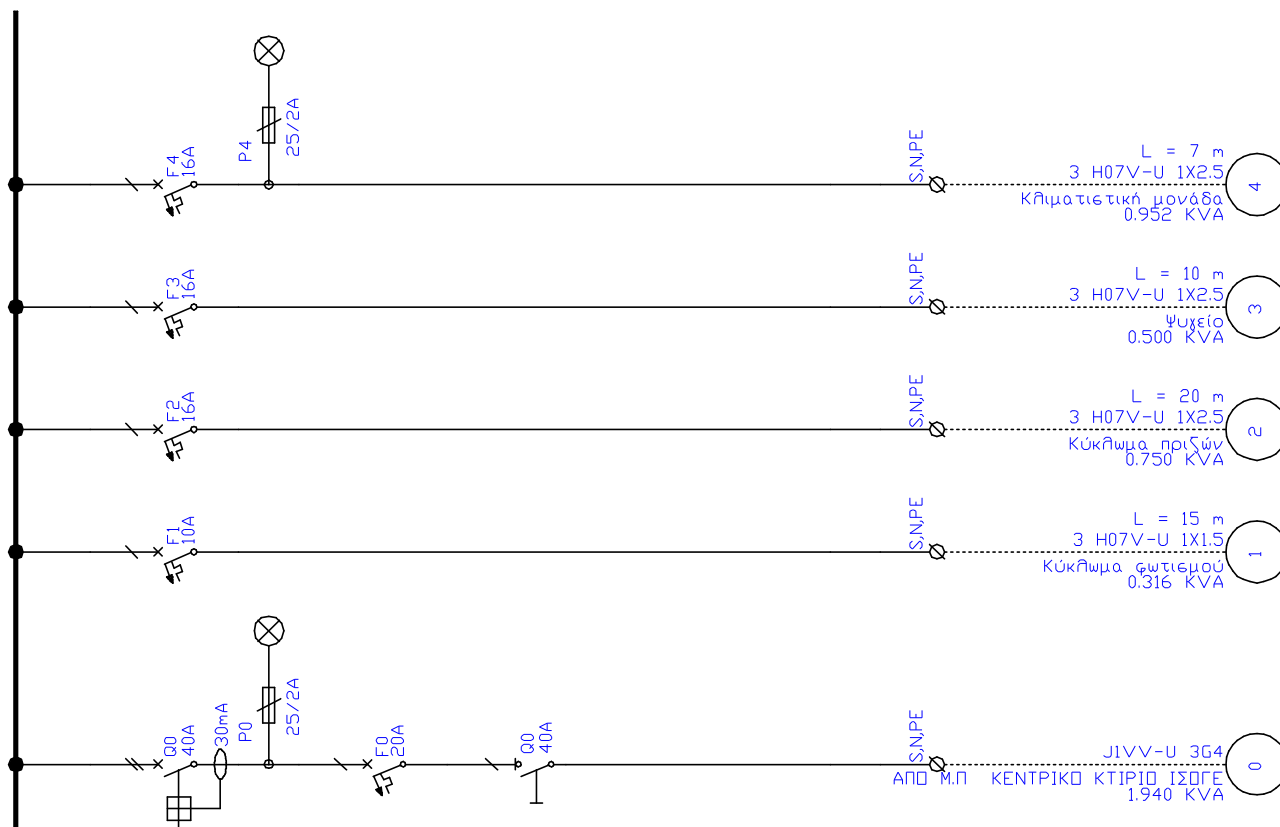 P4
25/2A
F4
16A
S,N,PE
L = 7 m
3 H07V-U 1X2.5
Κλιματιστική μονάδα
0.952 KVA
4
F3
16A
S,N,PE
L = 10 m
3 H07V-U 1X2.5
Ψυχείο
0.500 KVA
3
F2
16A
S,N,PE
L = 20 m
3 H07V-U 1X2.5
Κύκλωμα πριζών
0.750 KVA
2
F1
10A
S,N,PE
L = 15 m
3 H07V-U 1X1.5
Κύκλωμα φωτισμού
0.316 KVA
1
Q0
40A
30mA
P0
25/2A
F0
20A
Q0
40A
S,N,PE
J1VV-U 3G4
ΑΠΟ Μ.Π ΚΕΝΤΡΙΚΟ ΚΤΙΡΙΟ ΙΣΟΓΕ
1.940 KVA
0